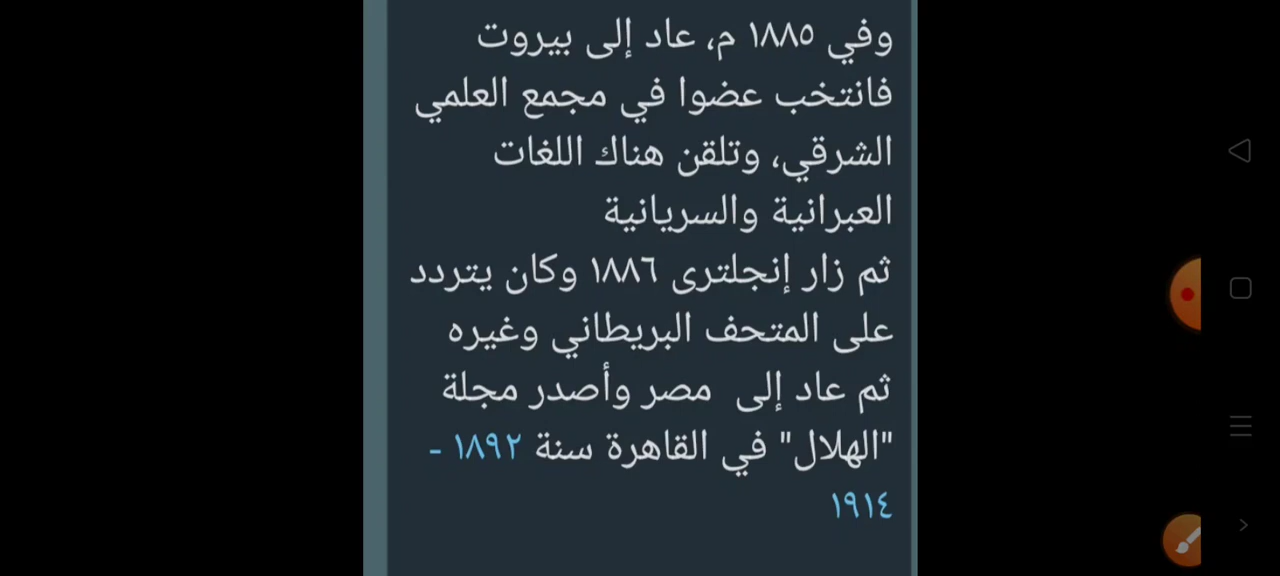 وفي ١٨٨٥ م، عاد إلى بيروت
فانتخب عضوا في مجمع العلمي
الشرقي، وتلقن هناك اللغات
العبرانية والسريانية
ثم زار إنجلترى ١٨٨٦ وكان يتردد
على المتحف البريطاني وغيره
ثم عاد إلى مصر وأصدر مجلة
"الهلال" في القاهرة سنة ١٨٩٢ -
١٩١٤